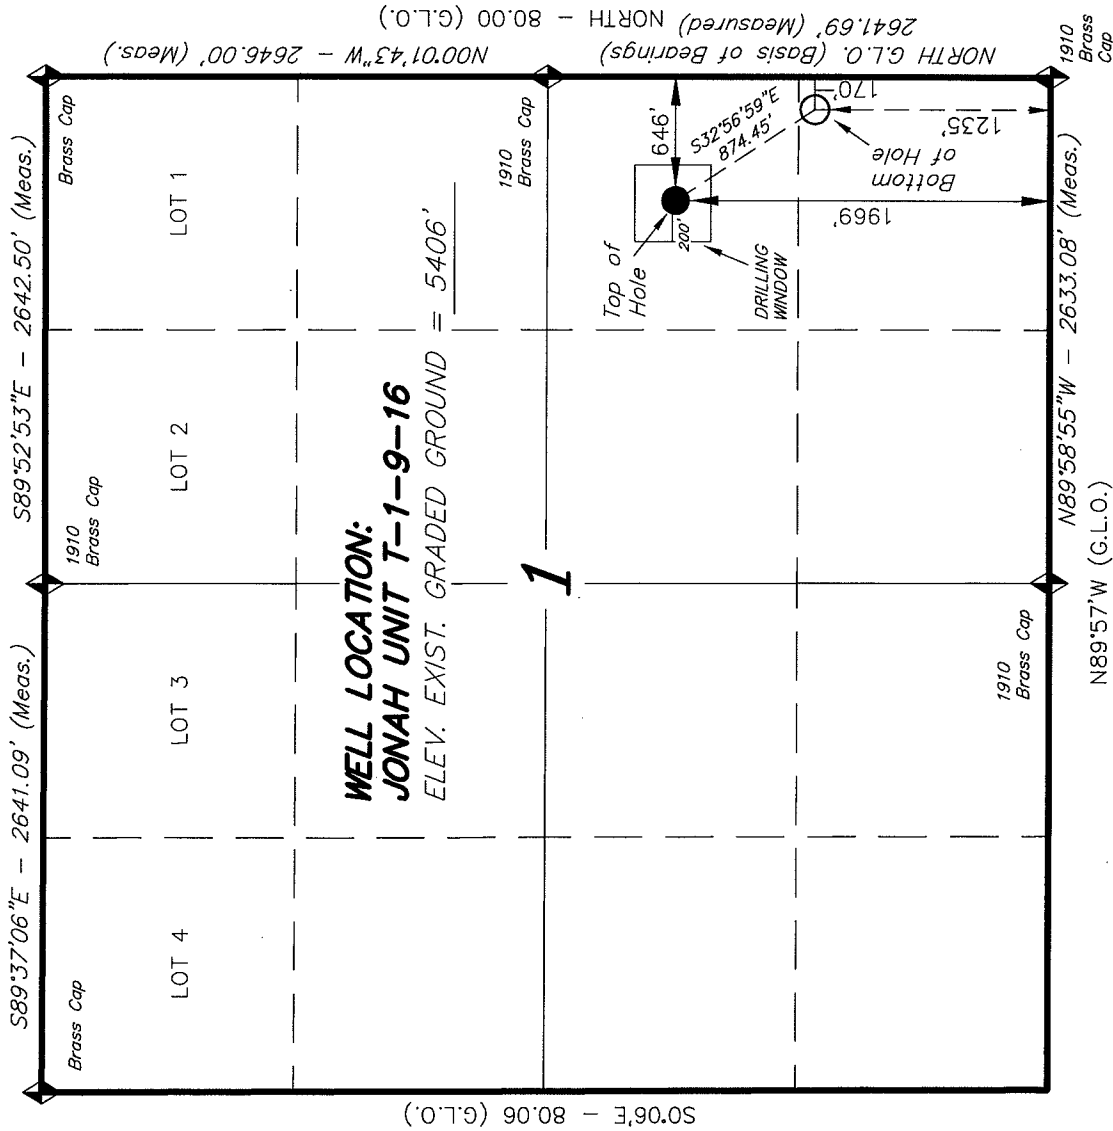 S89°37'06"E - 2641.09' (Meas.)
S89°52'53"E - 2642.50' (Meas.)
Brass Cap
1910
Brass Cap
Brass Cap
LOT 4
LOT 3
LOT 2
LOT 1
N00°01'43"W - 2646.00' (Meas.)
NORTH - 80.00 (G.L.O.)
WELL LOCATION:
JONAH UNIT T-1-9-16
ELEV. EXIST. GRADED GROUND = 5406'
1910
Brass Cap
1
NORTH G.L.O. (Basis of Bearings)
2641.69' (Measured)
Top of
Hole
646'
S32°56'59"E
874.45'
200'
DRILLING
WINDOW
170'
Bottom
of Hole
1969'
1235'
S0°06'E - 80.06 (G.L.O.)
1910
Brass Cap
1910
Brass
Cap
N89°58'55"W - 2633.08' (Meas.)
N89°57'W (G.L.O.)